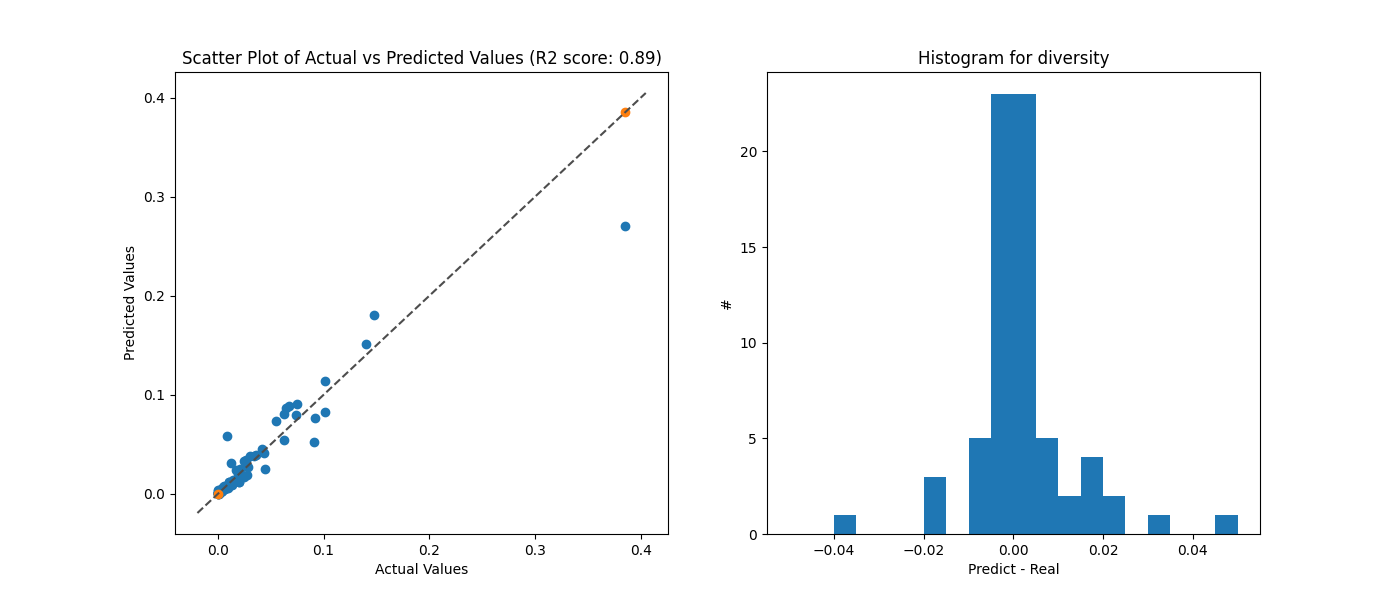 Scatter Plot of Actual vs Predicted Values (R2 score: 0.89)
0.4
0.3
0.2
0.1
0.0
Predicted Values
0.0 0.1 0.2 0.3 0.4
Actual Values
Histogram for diversity
20
15
10
5
0
#
−0.04 −0.02 0.00 0.02 0.04
Predict - Real